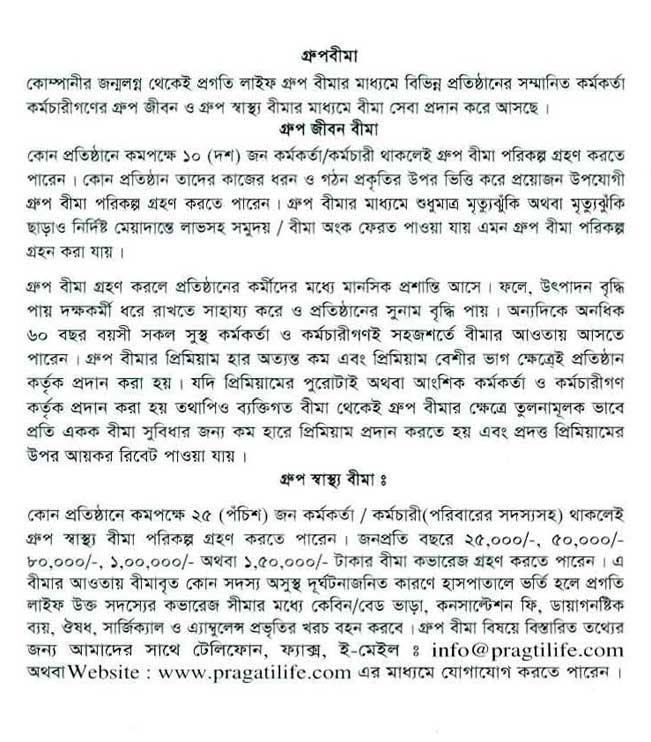 গ্রুপবীমা
কোম্পানীর জন্মলগ্ন থেকেই প্রগতি লাইফ গ্রুপ বীমার মাধ্যমে বিভিন্ন প্রতিষ্ঠানের সম্মানিত কর্মকর্তা
কর্মচারীগণের গ্রুপ জীবন ও গ্রুপ স্বাস্থ্য বীমার মাধ্যমে বীমা সেবা প্রদান করে আসছে ।
গ্রুপ জীবন বীমা
কোন প্রতিষ্ঠানে কমপক্ষে ১০ (দশ) জন কর্মকর্তা/কর্মচারী থাকলেই গ্রুপ বীমা পরিকল্প গ্রহণ করতে
পারেন । কোন প্রতিষ্ঠান তাদের কাজের ধরন ও গঠন প্রকৃতির উপর ভিত্তি করে প্রয়োজন উপযোগী
গ্রুপ বীমা পরিকল্প গ্রহণ করতে পারেন । গ্রুপ বীমার মাধ্যমে শুধুমাত্র মৃত্যুঝুঁকি অথবা মৃত্যুঝুঁকি
ছাড়াও নির্দিষ্ট মেয়াদান্তে লাভসহ সমুদয় / বীমা অংক ফেরত পাওয়া যায় এমন গ্রুপ বীমা পরিকল্প
গ্রহন করা যায় ।
গ্রুপ বীমা গ্রহণ করলে প্রতিষ্ঠানের কর্মীদের মধ্যে মানসিক প্রশান্তি আসে । ফলে, উৎপাদন বৃদ্ধি
পায় দক্ষকর্মী ধরে রাখতে সাহায্য করে ও প্রতিষ্ঠানের সুনাম বৃদ্ধি পায় । অন্যদিকে অনধিক
৬০ বছর বয়সী সকল সুস্থ কর্মকর্তা ও কর্মচারীগণই সহজশর্তে বীমার আওতায় আসতে
পারেন । গ্রুপ বীমার প্রিমিয়াম হার অত্যন্ত কম এবং প্রিমিয়াম বেশীর ভাগ ক্ষেত্রেই প্রতিষ্ঠান
কর্তৃক প্রদান করা হয় । যদি প্রিমিয়ামের পুরোটাই অথবা আংশিক কর্মকর্তা ও কর্মচারীগণ
কর্তৃক প্রদান করা হয় তথাপিও ব্যক্তিগত বীমা থেকেই গ্রুপ বীমার ক্ষেত্রে তুলনামূলক ভাবে
প্রতি একক বীমা সুবিধার জন্য কম হারে প্রিমিয়াম প্রদান করতে হয় এবং প্রদত্ত প্রিমিয়ামের
উপর আয়কর রিবেট পাওয়া যায় ।
গ্রুপ স্বাস্থ্য বীমা ঃ
কোন প্রতিষ্ঠানে কমপক্ষে ২৫ (পঁচিশ) জন কর্মকর্তা / কর্মচারী(পরিবারের সদস্যসহ) থাকলেই
গ্রুপ স্বাস্থ্য বীমা পরিকল্প গ্রহণ করতে পারেন । জনপ্রতি বছরে ২৫,০০০/-, ৫০,০০০/-
৮০,০০০/-, ১,০০,০০০/- অথবা ১,৫০,০০০/- টাকার বীমা কভারেজ গ্রহণ করতে পারেন । এ
বীমার আওতায় বীমাবৃত কোন সদস্য অসুস্থ দূর্ঘটনাজনিত কারণে হাসপাতালে ভর্তি হলে প্রগতি
লাইফ উক্ত সদস্যের কভারেজ সীমার মধ্যে কেবিন/বেড ভাড়া, কনসাল্টেশন ফি, ডায়াগনষ্টিক
ব্যয়, ঔষধ, সার্জিক্যাল ও এ্যাম্বুলেন্স প্রভৃতির খরচ বহন করবে । গ্রুপ বীমা বিষয়ে বিস্তারিত তথ্যের
জন্য আমাদের সাথে টেলিফোন, ফ্যাক্স, ই-মেইল ঃ info@pragtilife.com
অথবা Website : www.pragatilife.com এর মাধ্যমে যোগাযোগ করতে পারেন ।